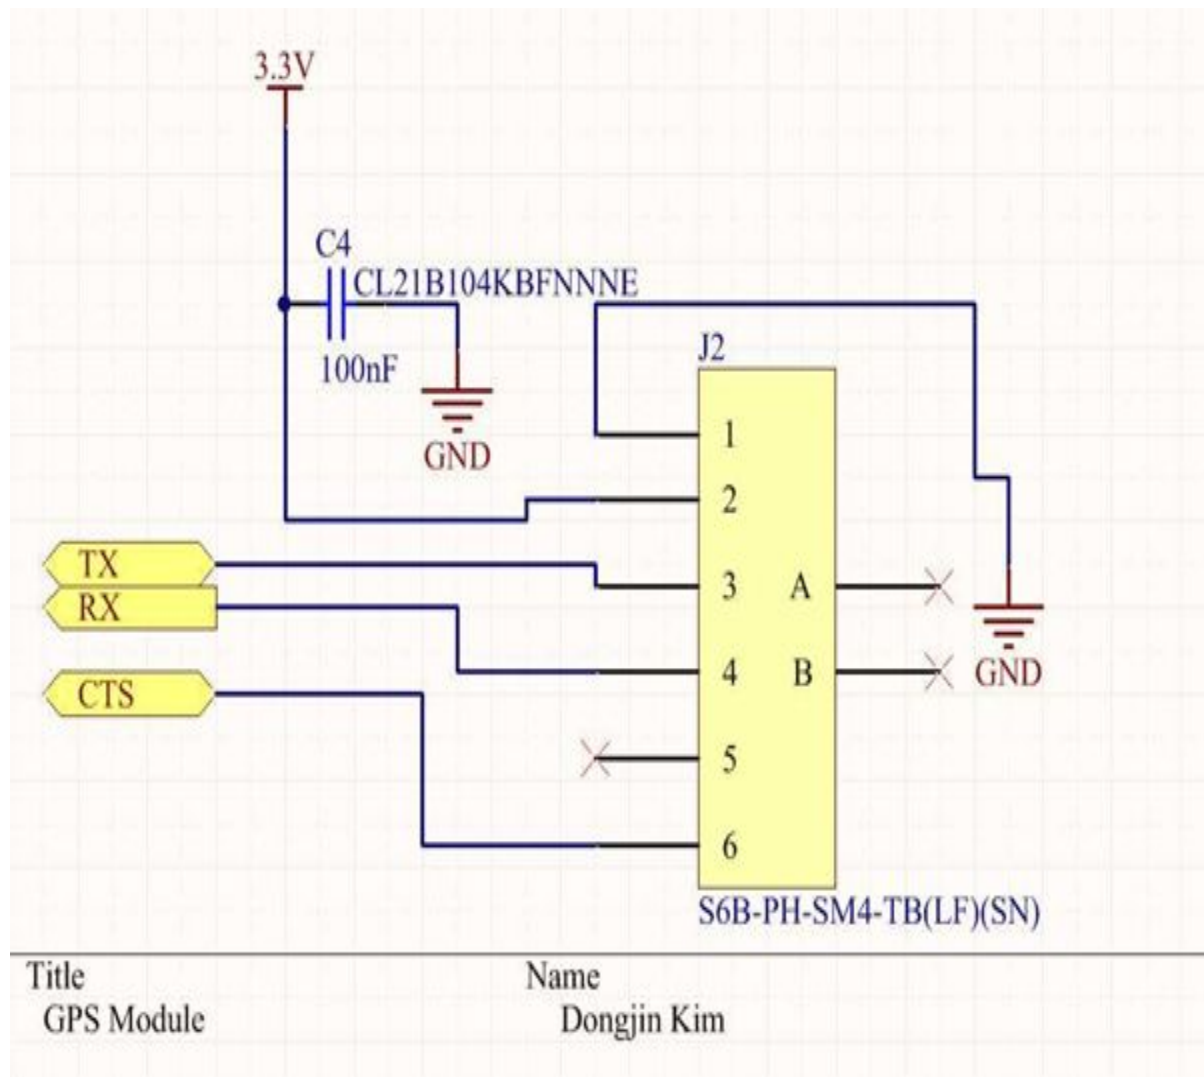 3.3V
C4
CL21B104KBFNNNE
100nF
GND
J2
1
2
TX
3
A
RX
4
B
GND
CTS
5
6
S6B-PH-SM4-TB(LF)(SN)
Title
Name
GPS Module
Dongjin Kim